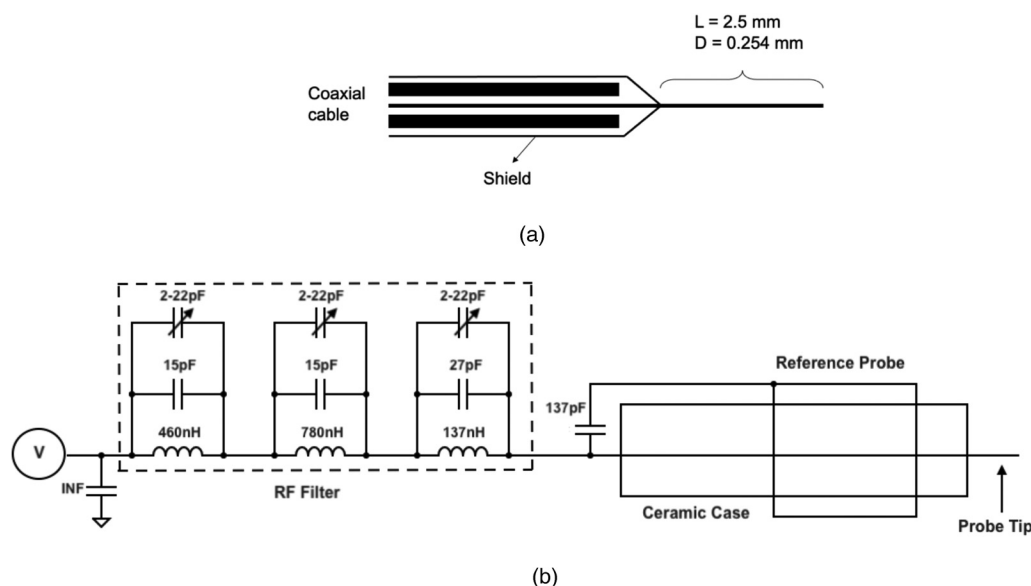 L = 2.5 mm
D = 0.254 mm
Coaxial
cable
Shield
(a)
2-22pF 2-22pF 2-22pF
15pF 15pF 27pF
Reference Probe
137pF
460nH 780nH 137nH
V
INF
RF Filter
Ceramic Case
Probe Tip
(b)